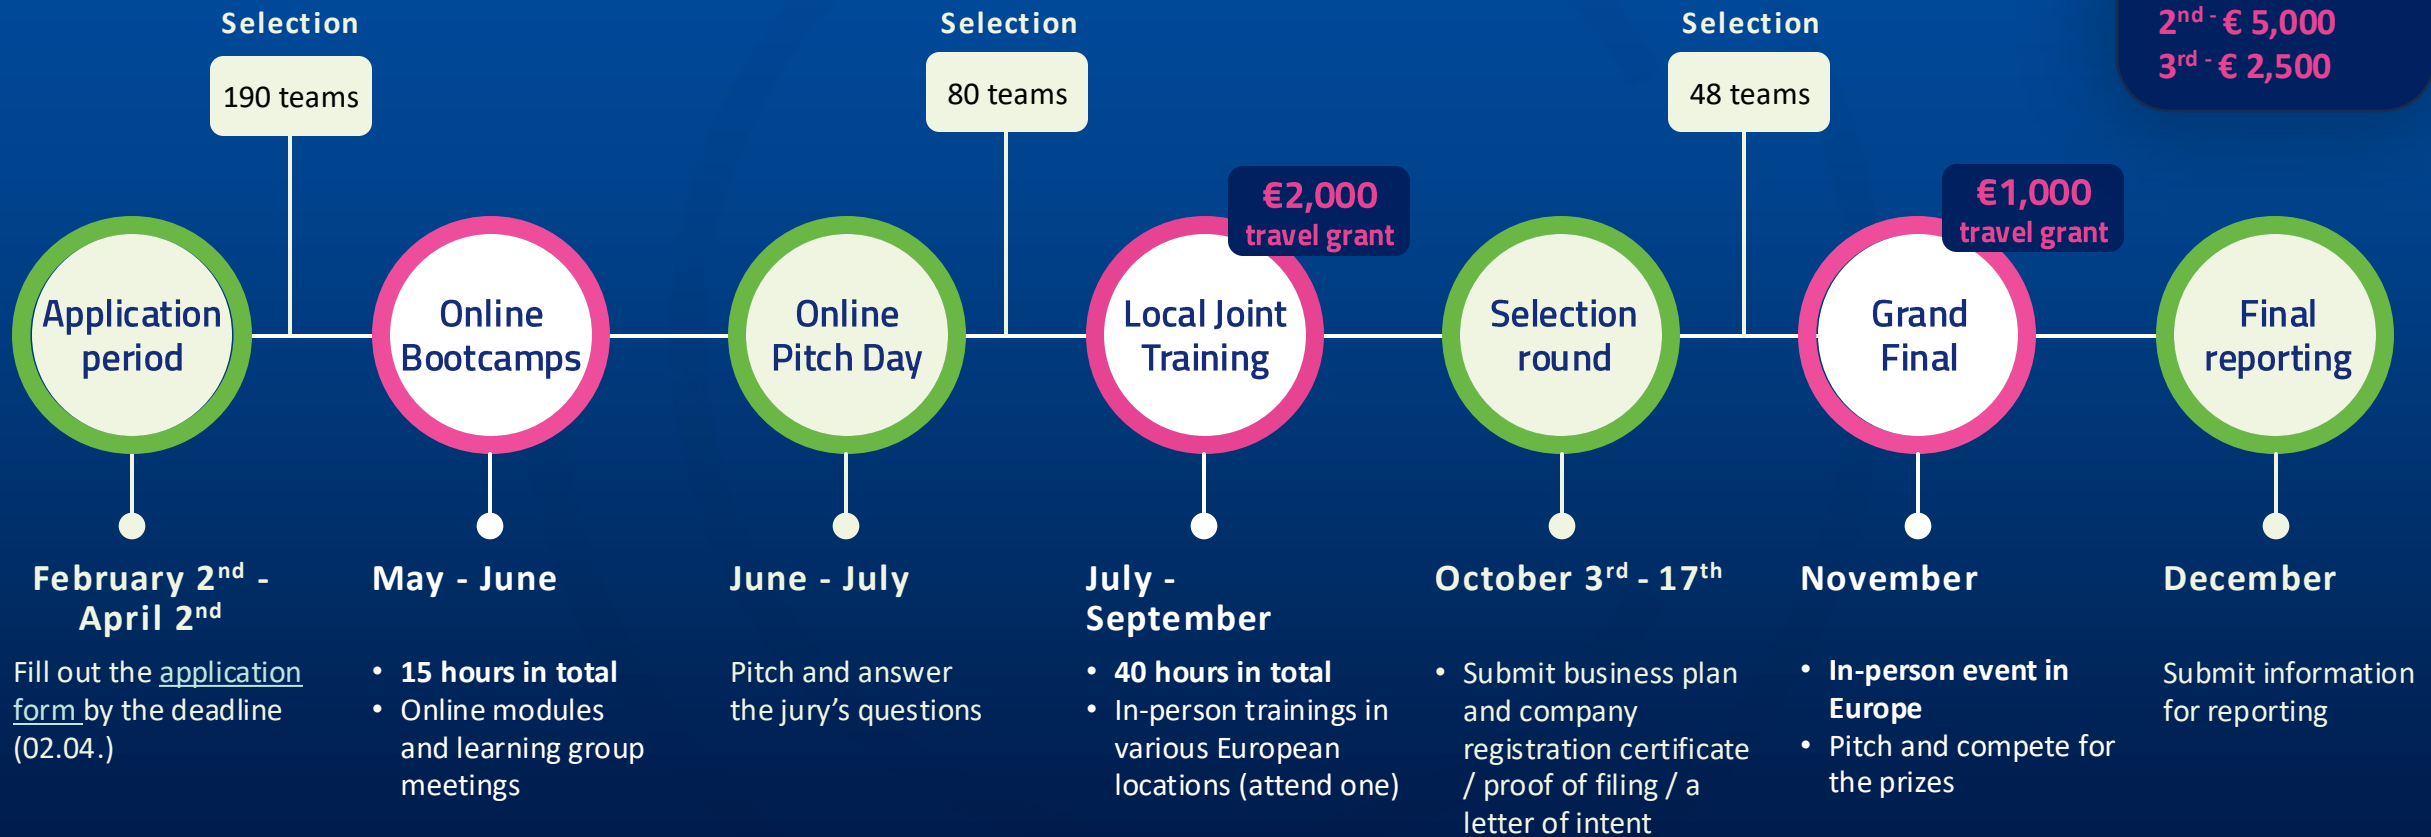 Selection
190 teams
Selection
80 teams
Selection
48 teams
2nd - € 5,000
3rd - € 2,500
€2,000
travel grant
€1,000
travel grant
Application
period
Online
Bootcamps
Online
Pitch Day
Local Joint
Training
Selection
round
Grand
Final
Final
reporting
February 2nd -
April 2nd
Fill out the application
form by the deadline
(02.04.)
May - June
• 15 hours in total
• Online modules
and learning group
meetings
June - July
Pitch and answer
the jury's questions
July -
September
• 40 hours in total
• In-person trainings in
various European
locations (attend one)
October 3rd - 17th
• Submit business plan
and company
registration certificate
/ proof of filing / a
letter of intent
November
• In-person event in
Europe
• Pitch and compete for
the prizes
December
Submit information
for reporting